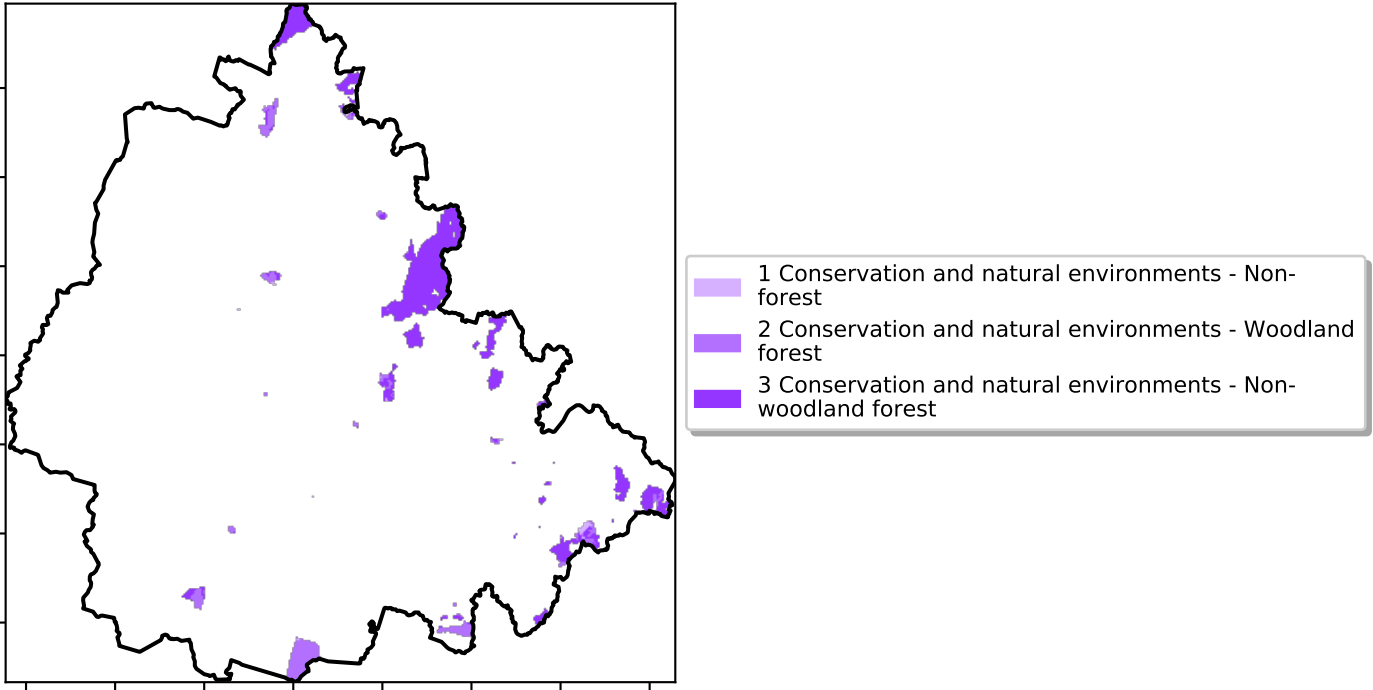 1 Conservation and natural environments - Non-
forest
2 Conservation and natural environments - Woodland
forest
3 Conservation and natural environments - Non-
woodland forest